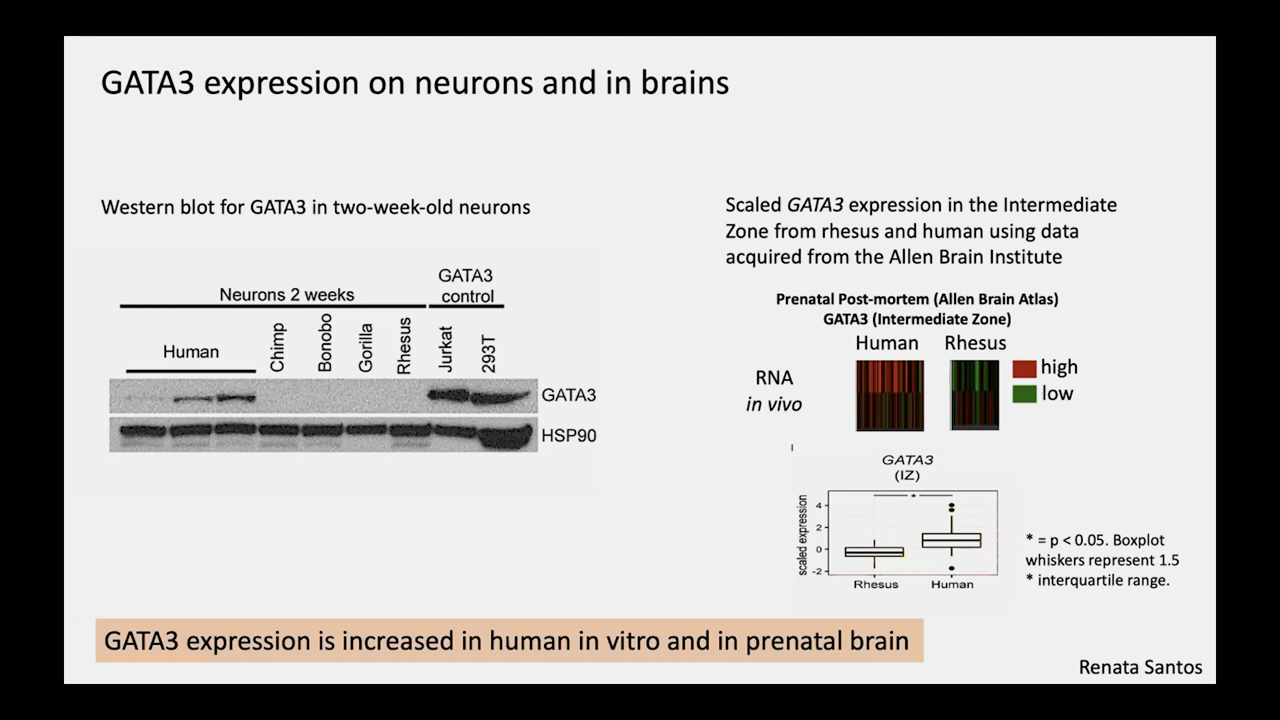 GATA3 expression on neurons and in brains
Western blot for GATA3 in two-week-old neurons
Neurons 2 weeks
GATA3
control
Human
Chimp
Bonobo
Gorilla
Rhesus
Jurkat
293T
GATA3
HSP90
Scaled GATA3 expression in the Intermediate
Zone from rhesus and human using data
acquired from the Allen Brain Institute
Prenatal Post-mortem (Allen Brain Atlas)
GATA3 (Intermediate Zone)
Human
Rhesus
RNA
in vivo
high
low
GATA3
(IZ)
scaled expression
4
2
0
-2
*
Rhesus
Human
* = p < 0.05. Boxplot
whiskers represent 1.5
* interquartile range.
GATA3 expression is increased in human in vitro and in prenatal brain
Renata Santos